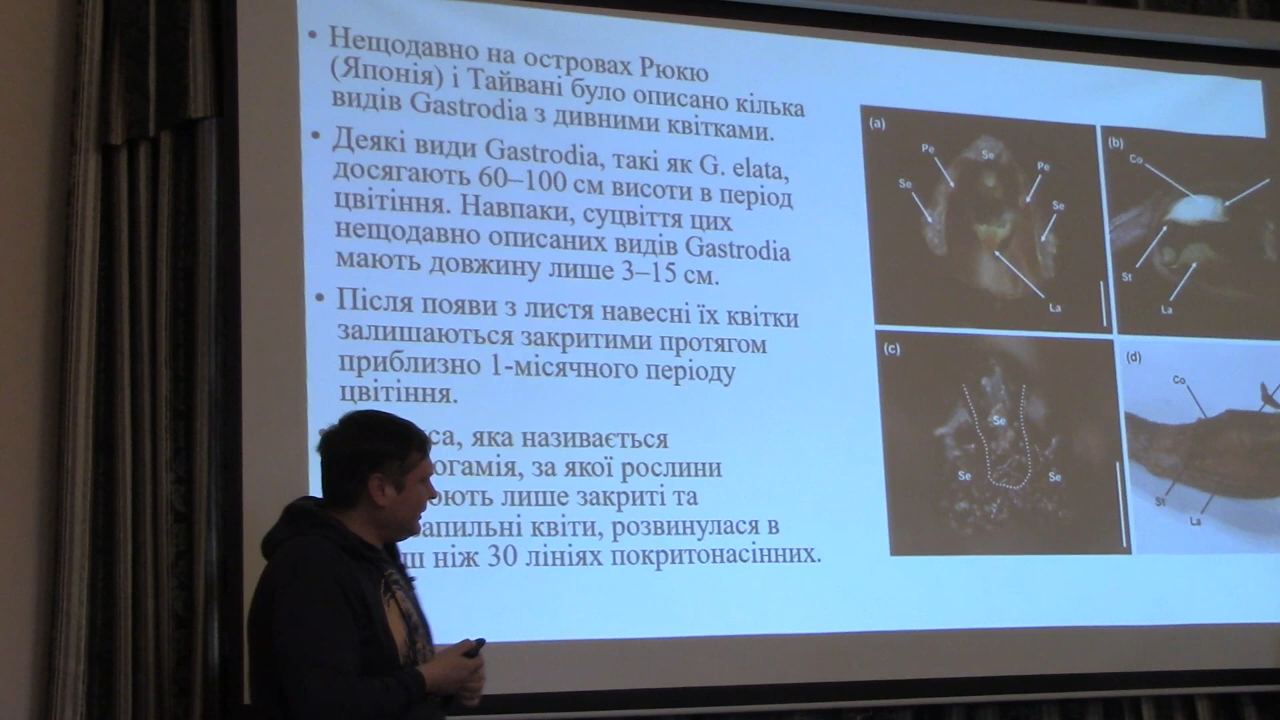 • Нещодавно на островах Рюкю
(Японія) і Тайвані було описано кілька
видів Gastrodia з дивними квітками.
• Деякі види Gastrodia, такі як G. elata,
досягають 60–100 см висоти в період
цвітіння. Навпаки, суцвіття цих
нещодавно описаних видів Gastrodia
мають довжину лише 3–15 см.
• Після появи з листя навесні їх квітки
залишаються закритими протягом
приблизно 1-місячного періоду
цвітіння.
яка називається
за якої рослини
лише закриті та
квіти, розвинулася в
ніж 30 лініях покритонасінних.
(a)
Pe
Se
Pe
Se
Se
La
(b)
Co
St
La
(c)
Se
Se
Se
(d)
Co
St
La